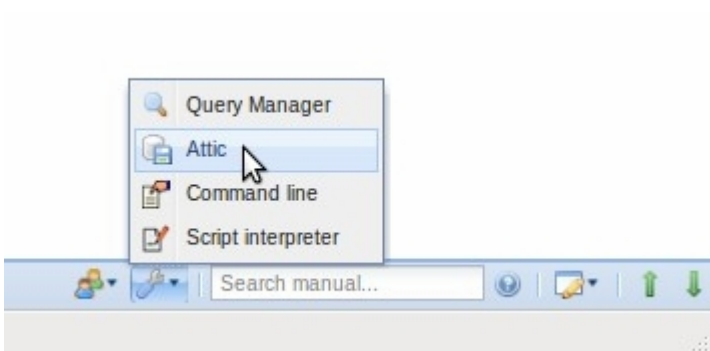 Query Manager
Attic
Command line
Script interpreter
Search manual...